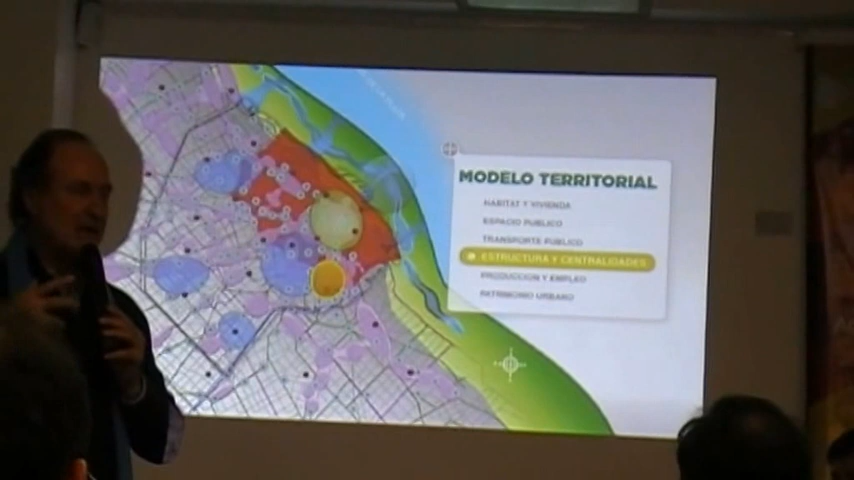 MODELO TERRITORIAL
HABITAT Y VIVIENDA
ESPACIO PUBLICO
TRANSPORTE PUBLICO
ESTRUCTURA Y CENTRALIDADES
PRODUCCION Y EMPLEO
PATRIMONIO URBANO